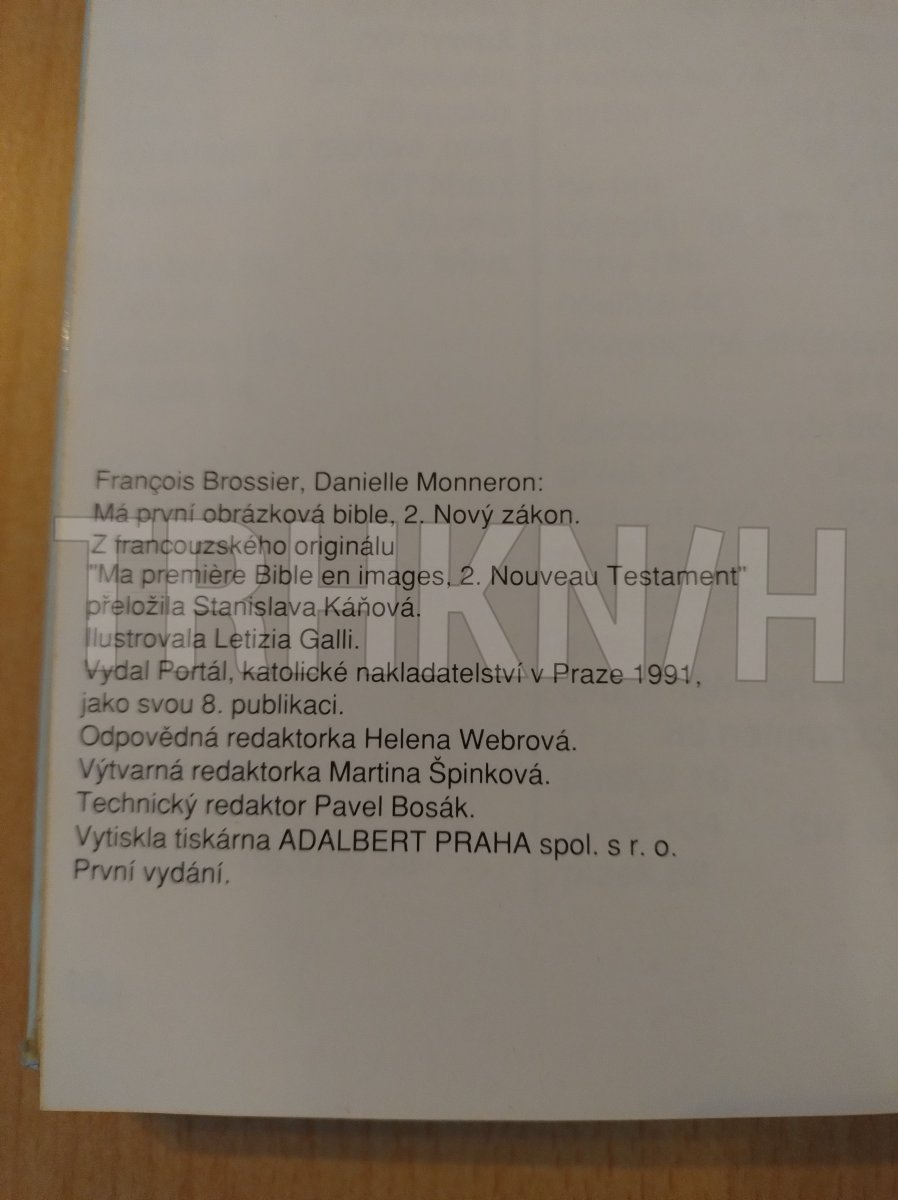 François Brossier, Danielle Monneron:
Má první obrázková bible, 2. Nový zákon.
Z francouzského originálu
"Ma première Bible en images, 2. Nouveau Testament"
přeložila Stanislava Káňová.
Ilustrovala Letizia Galli.
Vydal Portál, katolické nakladatelství v Praze 1991,
jako svou 8. publikaci.
Odpovědná redaktorka Helena Webrová.
Výtvarná redaktorka Martina Špinková.
Technický redaktor Pavel Bosák.
Vytiskla tiskárna ADALBERT PRAHA spol. s r. o.
První vydání.
TRHKN/H